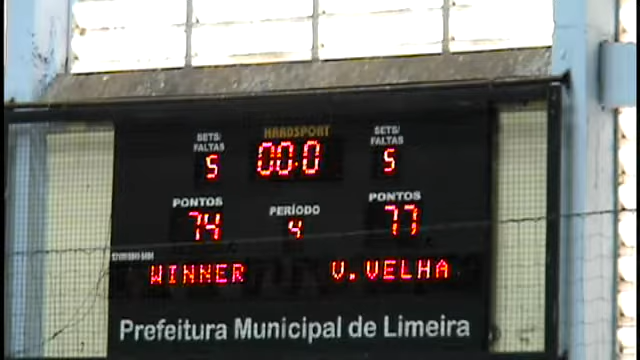 HARDSPORT
SETS/ FALTAS SETS/ FALTAS
5 00:0 5
PONTOS PERÍODO PONTOS
74 4 77
WINNER V.VELHA
Prefeitura Municipal de Limeira